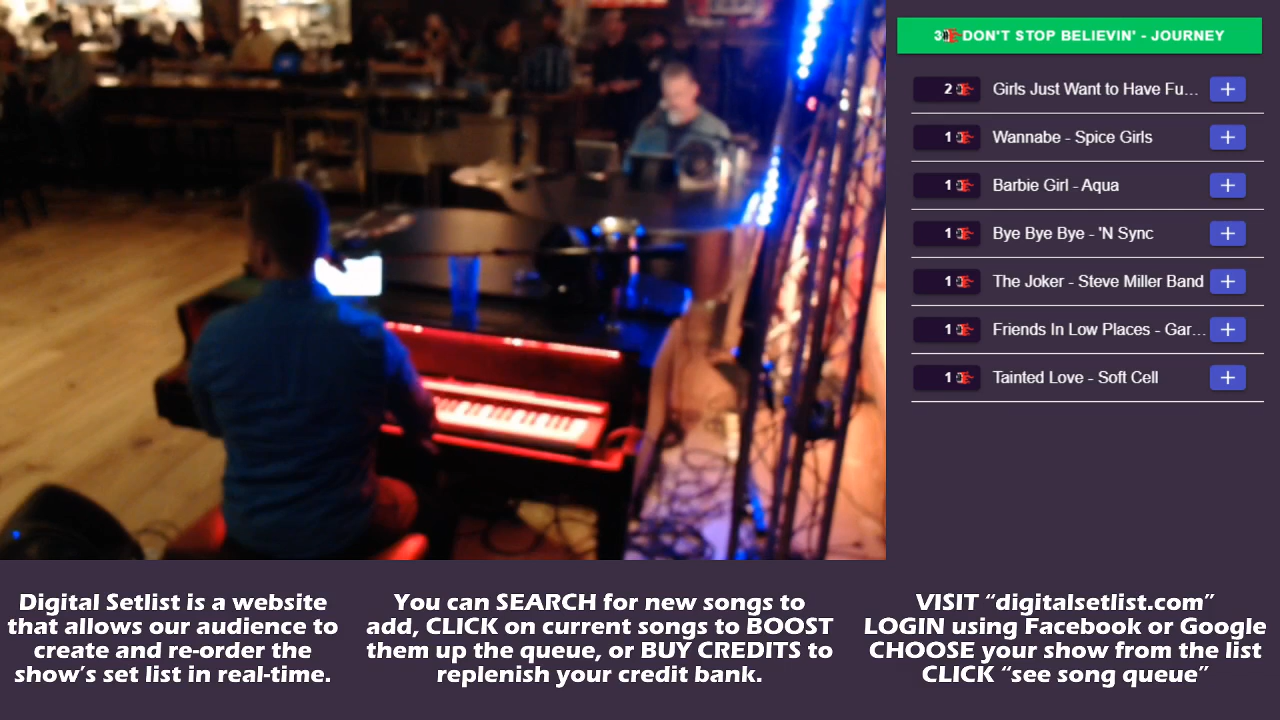 3 DON'T STOP BELIEVIN' - JOURNEY
2 Girls Just Want to Have Fu...
1 Wannabe - Spice Girls
1 Barbie Girl - Aqua
1 Bye Bye Bye - 'N Sync
1 The Joker - Steve Miller Band
1 Friends In Low Places - Gar...
1 Tainted Love - Soft Cell
Digital Setlist is a website
that allows our audience to
create and re-order the
show's set list in real-time.
You can SEARCH for new songs to
add, CLICK on current songs to BOOST
them up the queue, or BUY CREDITS to
replenish your credit bank.
VISIT “digitalsetlist.com”
LOGIN using Facebook or Google
CHOOSE your show from the list
CLICK “see song queue”